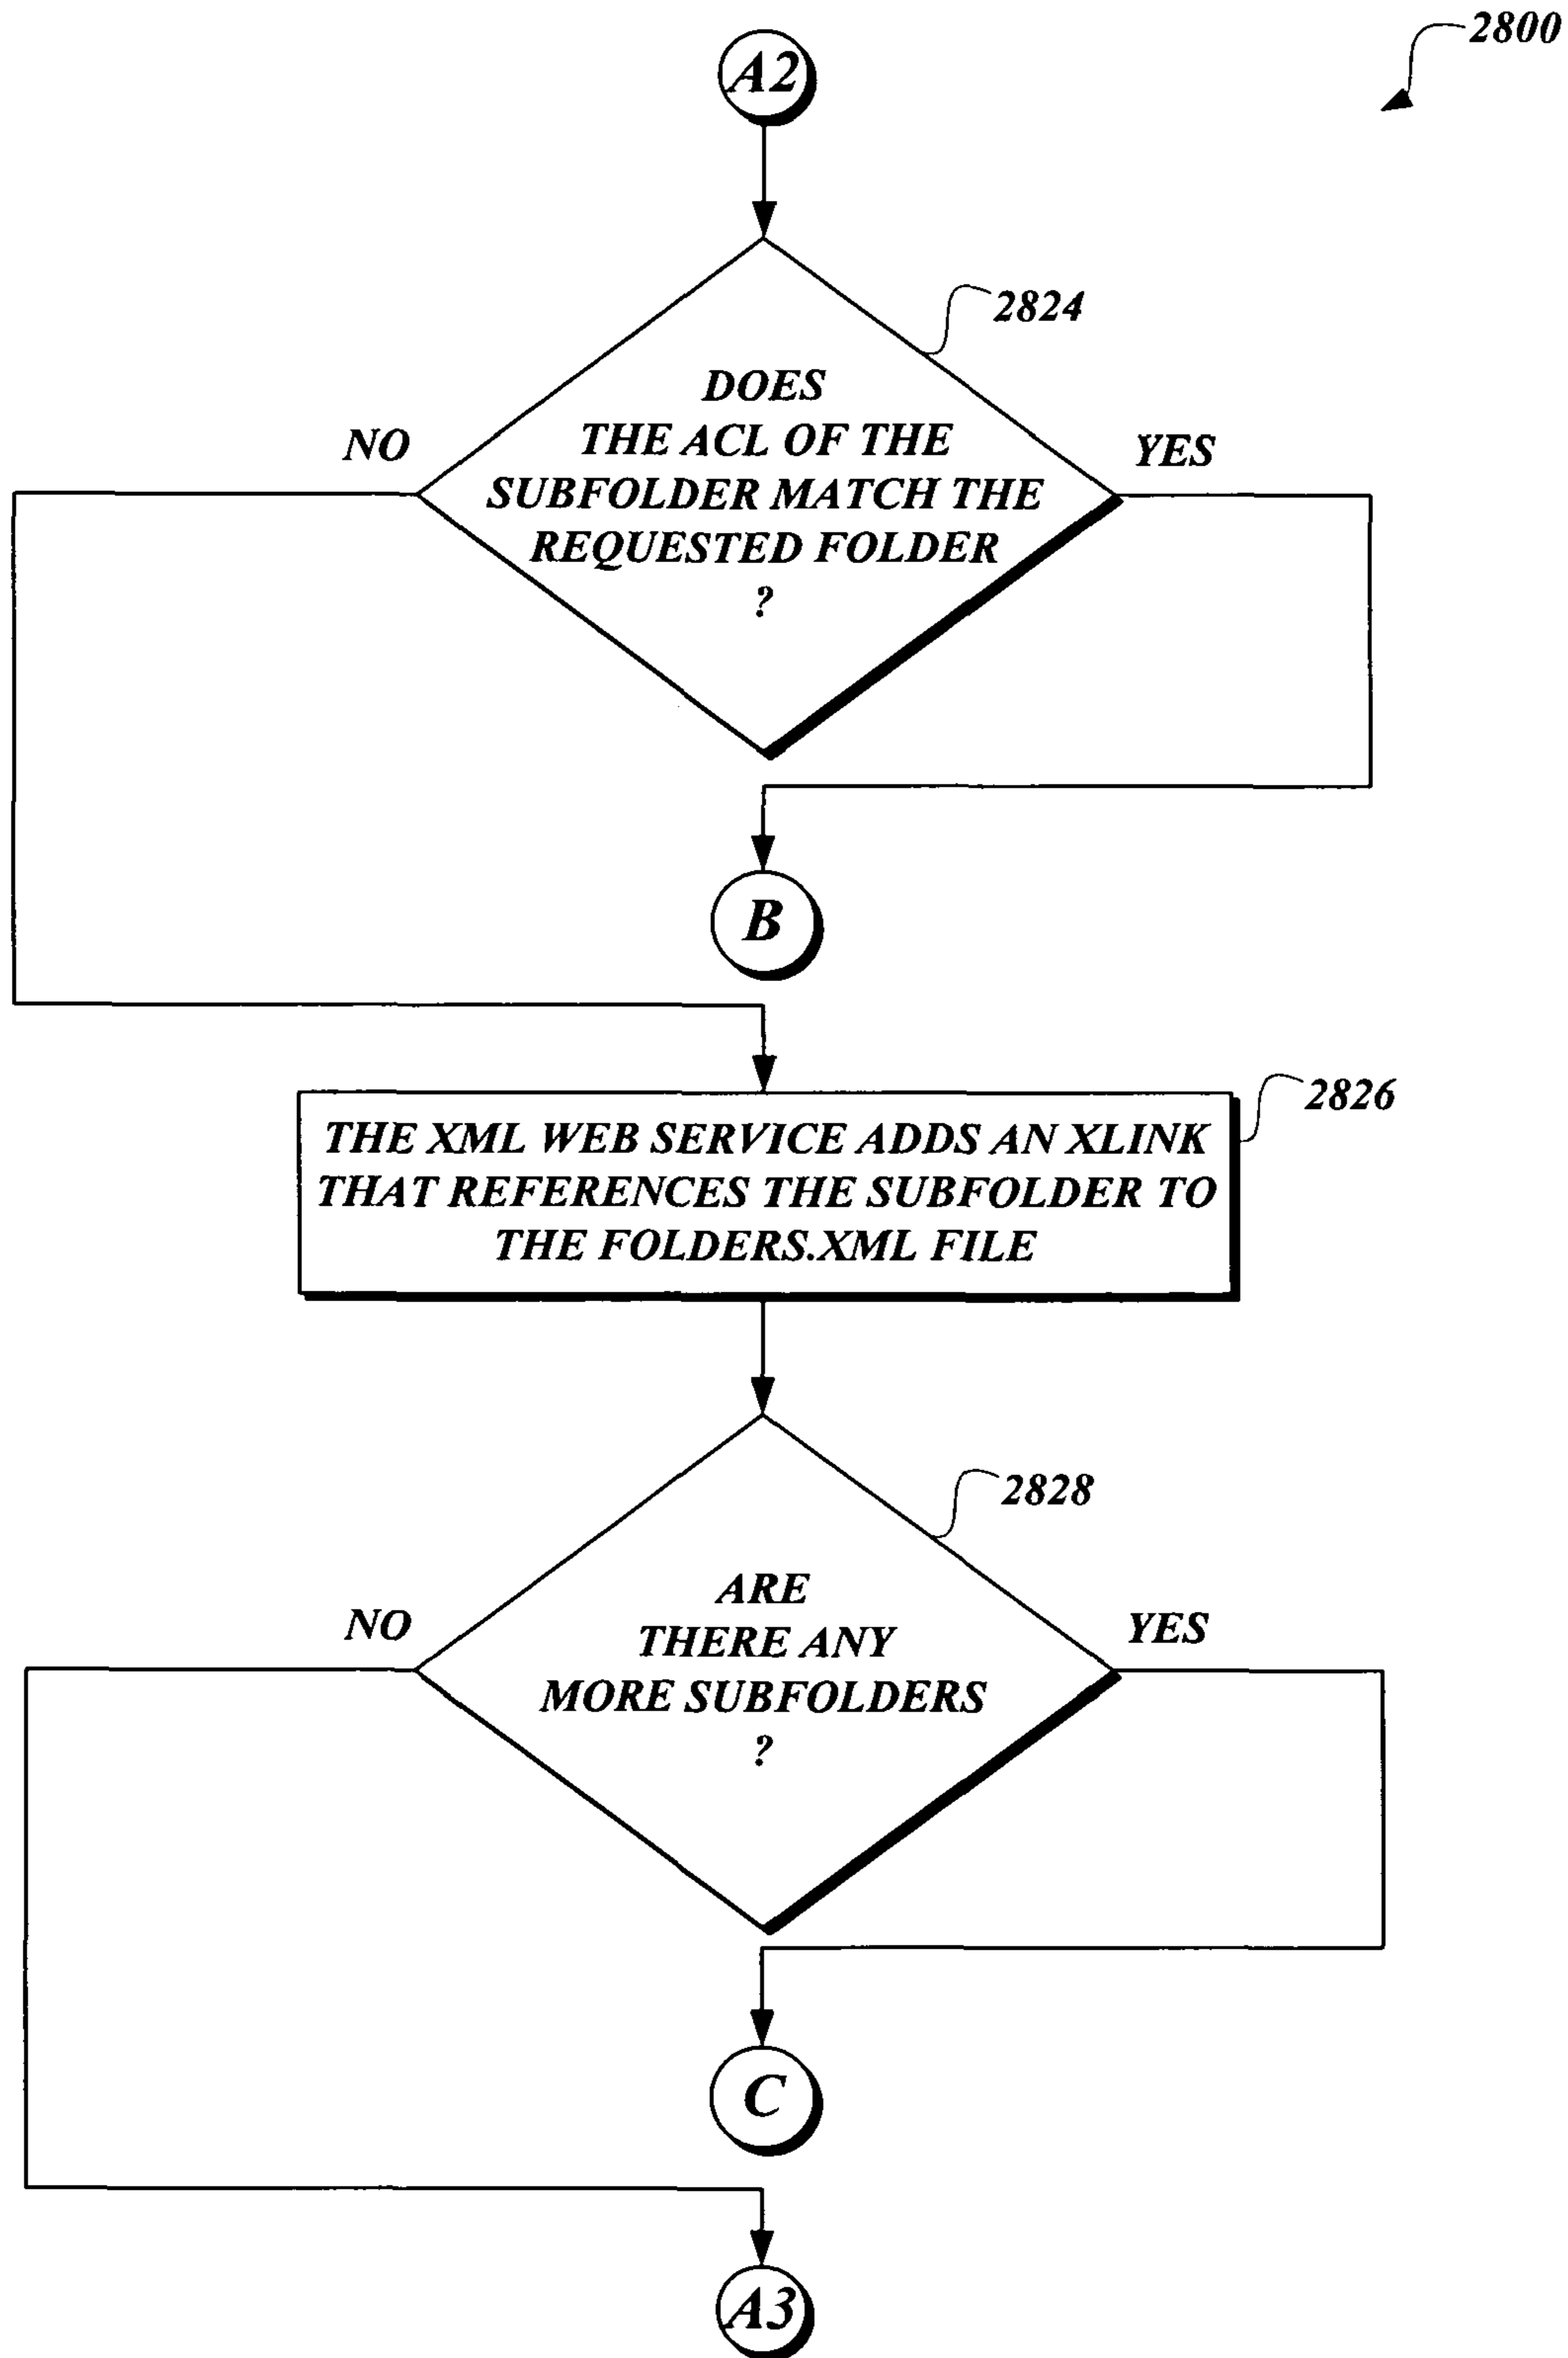 2800
A2
2824
DOES
THE ACL OF THE
SUBFOLDER MATCH THE
REQUESTED FOLDER
?
NO
YES
B
2826
THE XML WEB SERVICE ADDS AN XLINK
THAT REFERENCES THE SUBFOLDER TO
THE FOLDERS.XML FILE
2828
ARE
THERE ANY
MORE SUBFOLDERS
?
NO
YES
C
A3